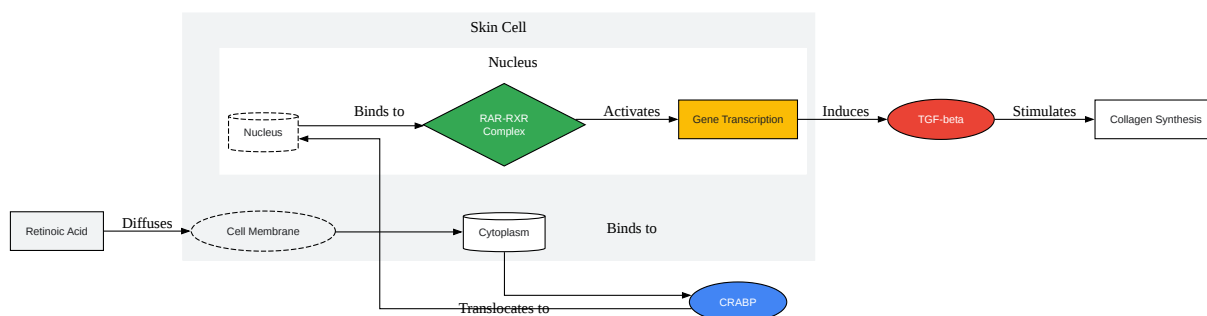 Skin Cell
Nucleus
Binds to
RAR-RXR
Complex
Activates
Gene Transcription
Induces
TGF-beta
Stimulates
Collagen Synthesis
Nucleus
Retinoic Acid
Diffuses
Cell Membrane
Cytoplasm
Binds to
Translocates to
CRABP